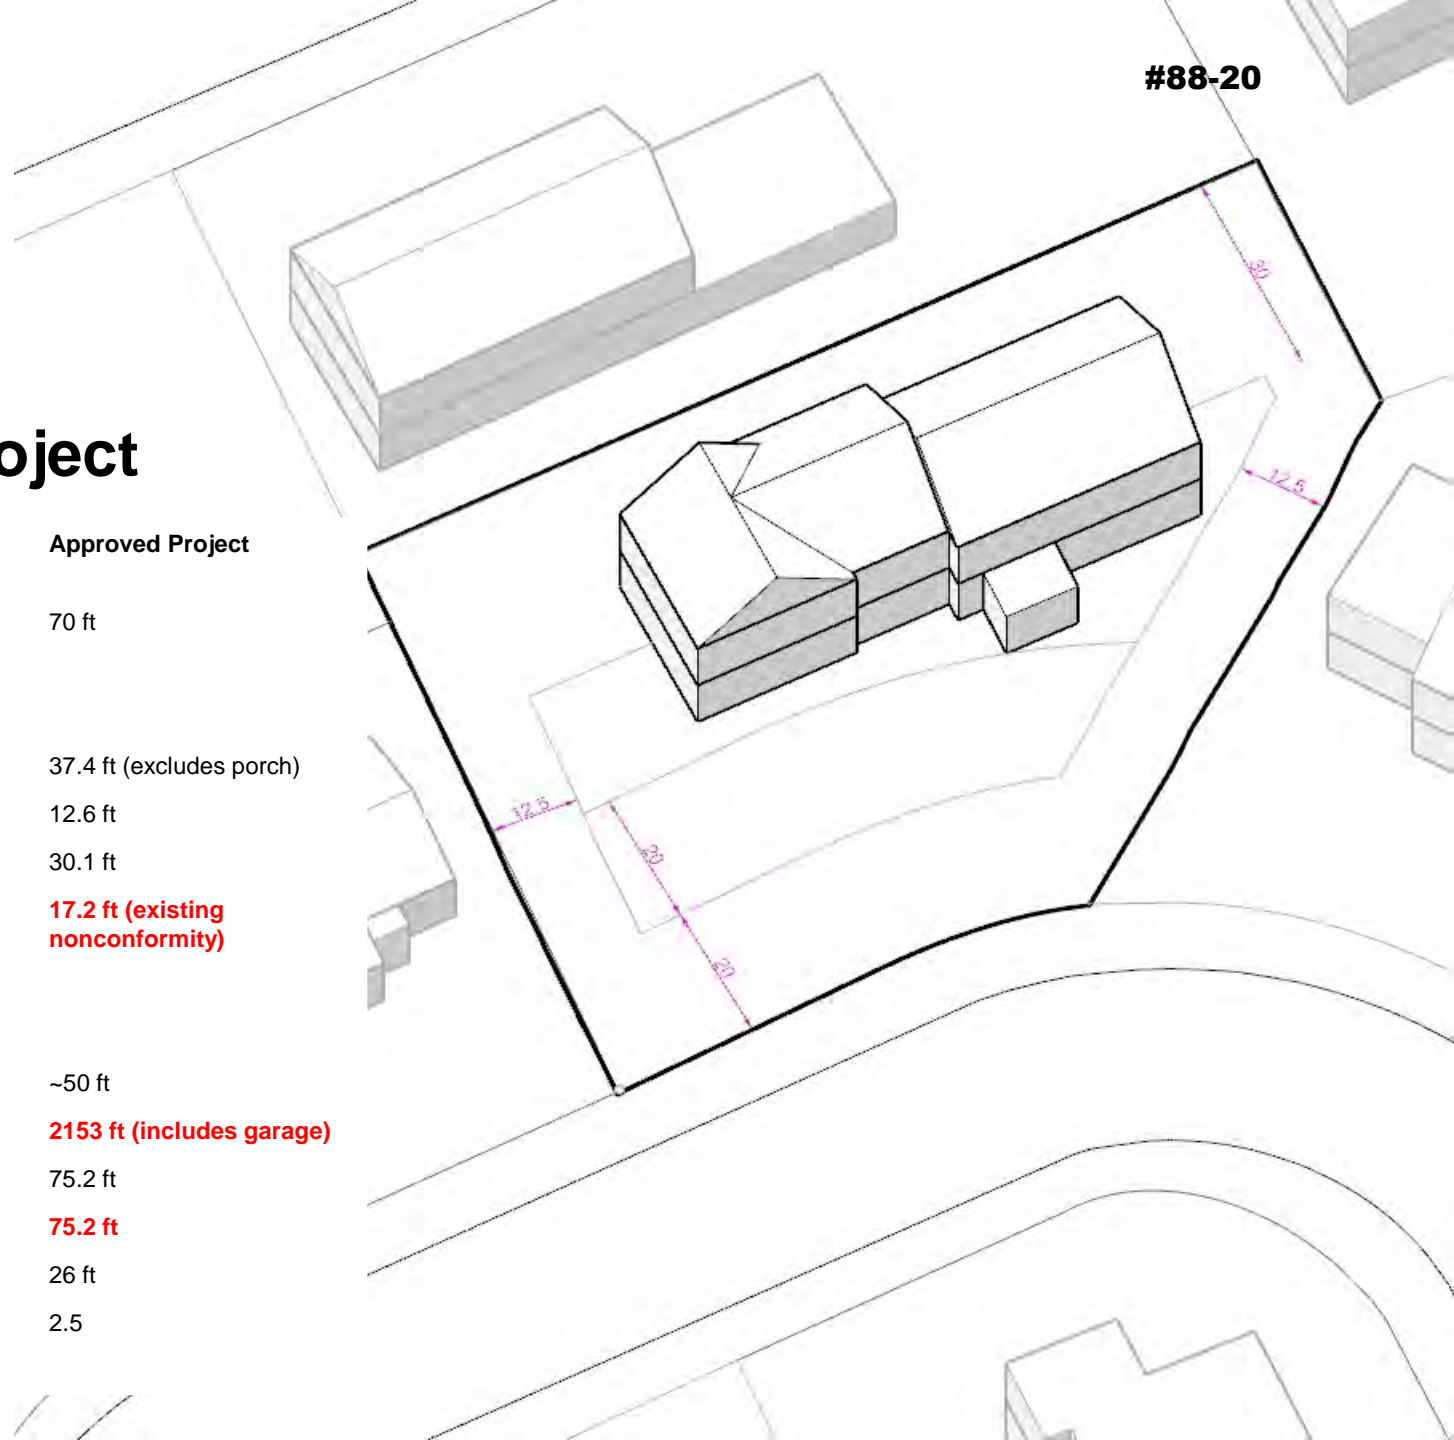 #88-20
oject
Approved Project
70 ft
37.4 ft (excludes porch)
12.6 ft
30.1 ft
17.2 ft (existing
nonconformity)
~50 ft
2153 ft (includes garage)
75.2 ft
75.2 ft
26 ft
2.5
30
12.5
12.5
20
20